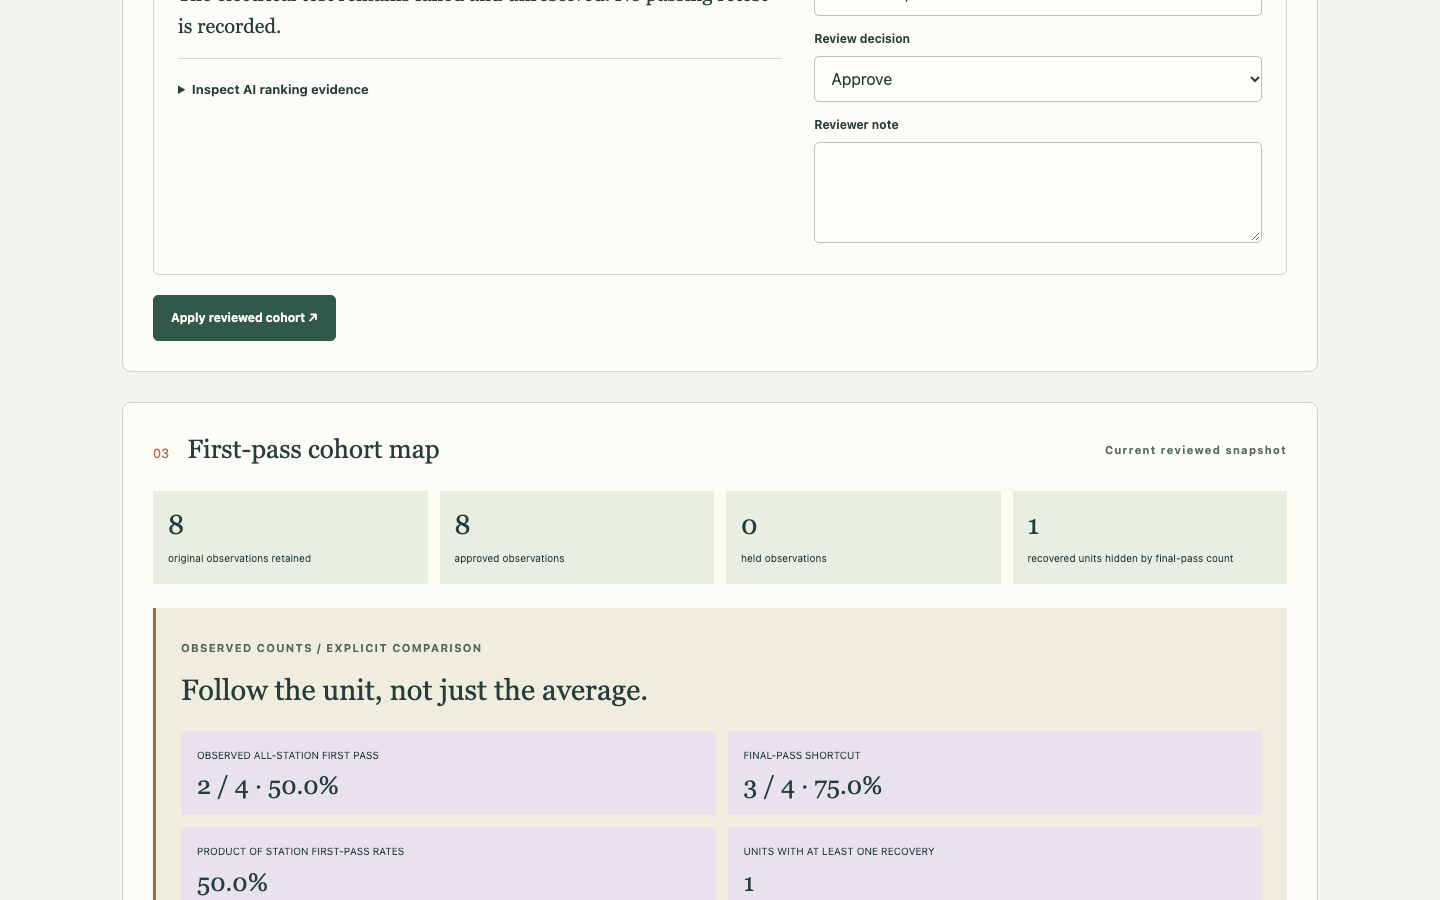 is recorded.
Inspect AI ranking evidence
Review decision
Approve
Reviewer note
Apply reviewed cohort ↗
03 First-pass cohort map
Current reviewed snapshot
8
original observations retained
8
approved observations
0
held observations
1
recovered units hidden by final-pass count
OBSERVED COUNTS / EXPLICIT COMPARISON
Follow the unit, not just the average.
OBSERVED ALL-STATION FIRST PASS
2 / 4 · 50.0%
FINAL-PASS SHORTCUT
3 / 4 · 75.0%
PRODUCT OF STATION FIRST-PASS RATES
50.0%
UNITS WITH AT LEAST ONE RECOVERY
1